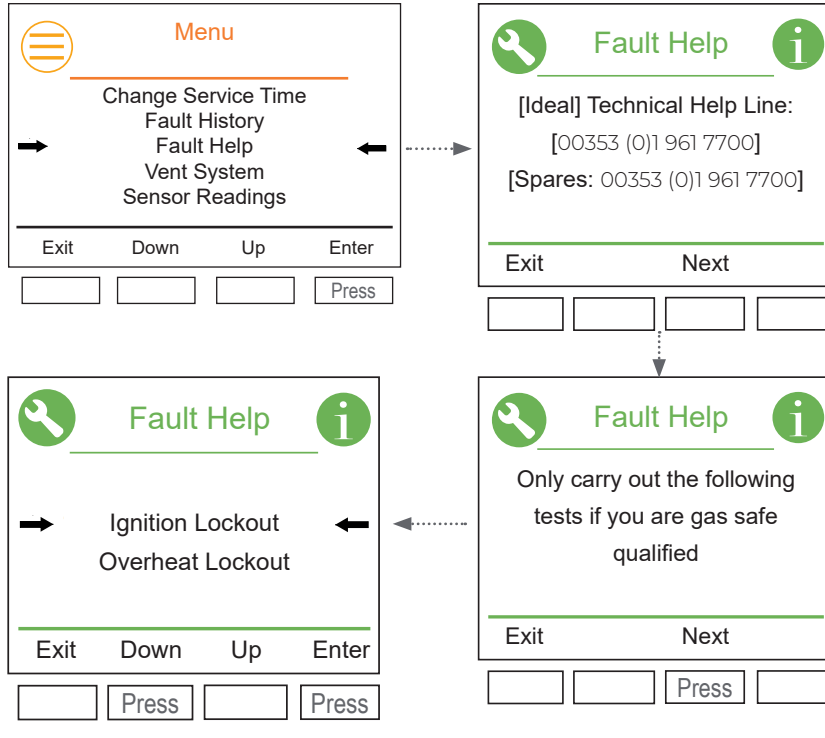 Menu
Change Service Time
Fault History
Fault Help
Vent System
Sensor Readings
Exit Down Up Enter
Press
Fault Help
[Ideal] Technical Help Line:
[00353 (0)1 961 7700]
[Spares: 00353 (0)1 961 7700]
Exit Next
Fault Help
Only carry out the following
tests if you are gas safe
qualified
Exit Next
Press
Fault Help
Ignition Lockout
Overheat Lockout
Exit Down Up Enter
Press Press